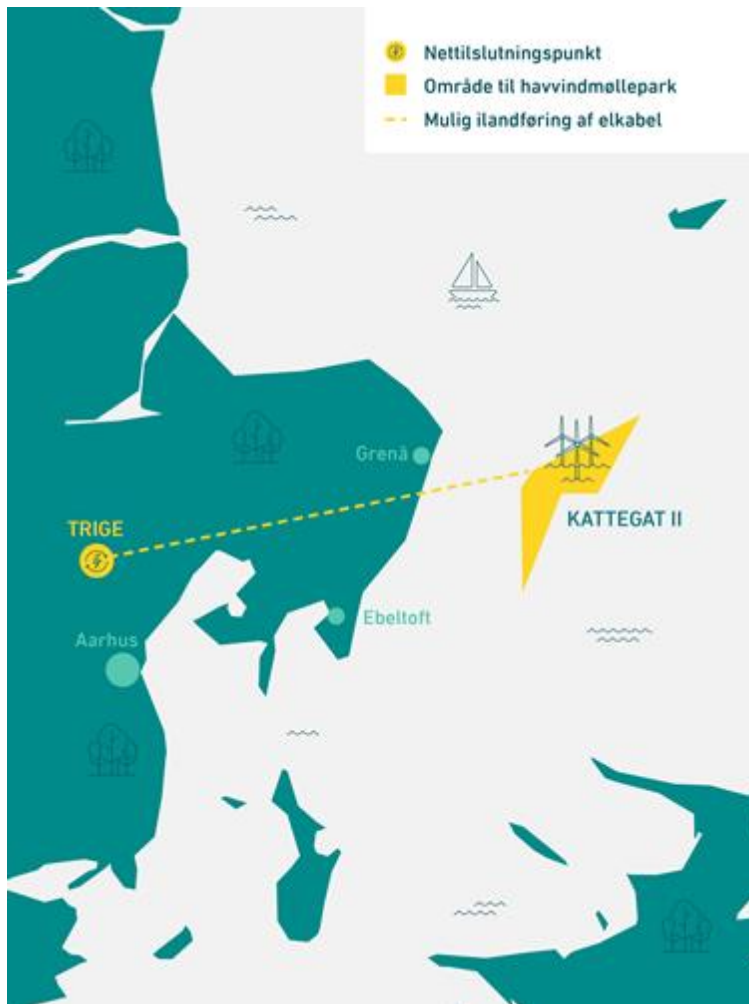 Nettilslutningspunkt
Område til havvindmøllepark
Mulig ilandføring af elkabel
Grenå
TRIGE
KATTEGAT II
Ebeltoft
Aarhus